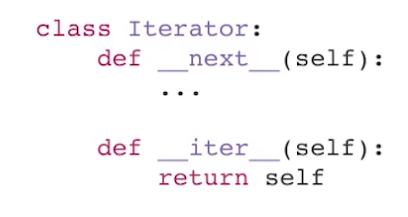 class Iterator:
    def __next__(self):
        ...
    def __iter__(self):
        return self